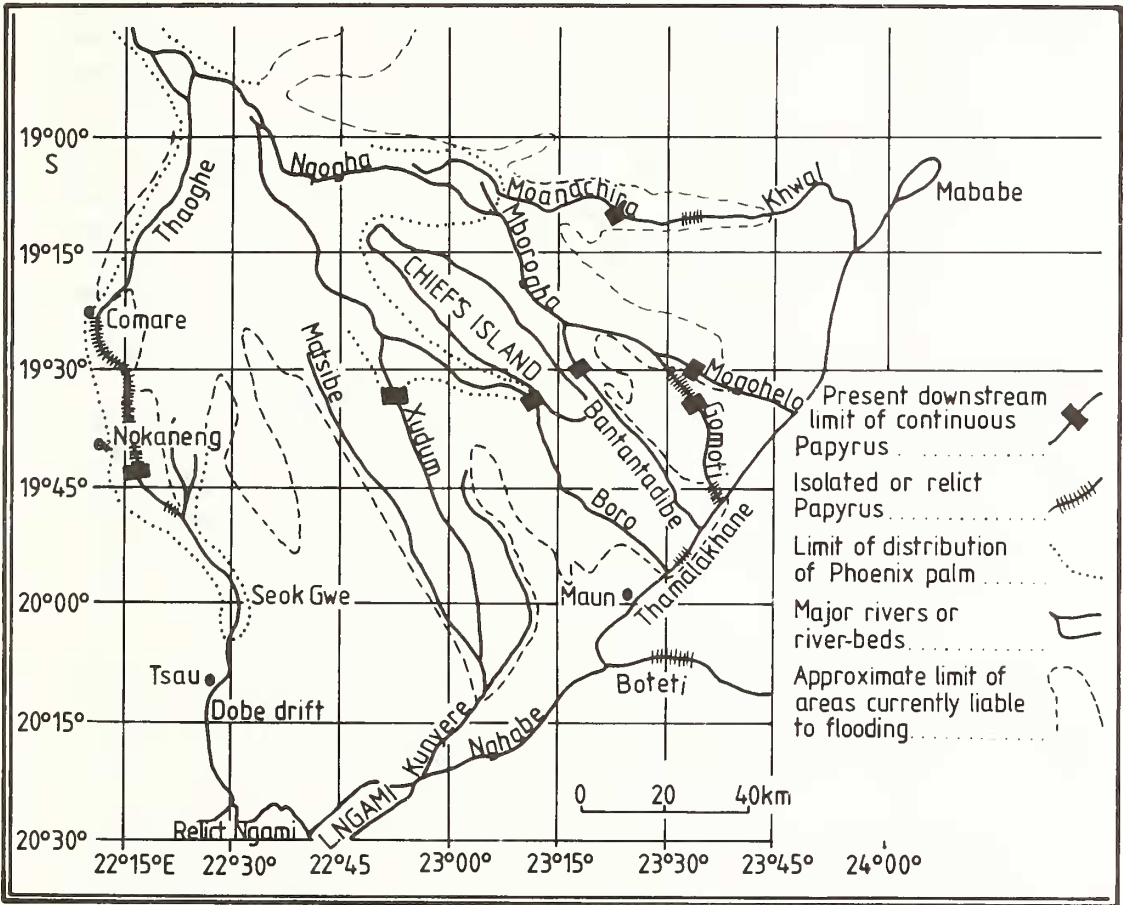 19°00'
S
19°15'
19°30'
19°45'
20°00'
20°15'
20°30'
22°15°E
22°30°
22°45
23°00°
23°15°
23°30°
23°45
24°00°
Thaoghe
Ngogha
Moandchira
Khwai
Mababe
Mborogha
CHIEF'S ISLAND
Comare
Matsibe
Xudum
Nokaneng
Mogohelo
Gomoti
Bantantadibe
Boro
Thamalakhane
Seok Gwe
Maun
Tsau
Dobe drift
Boteti
Kunyere
Nghabe
L.NGAMI
Relict Ngami
0 20 40km
Present downstream
limit of continuous
Papyrus
Isolated or relict
Papyrus
Limit of distribution
of Phoenix palm
Major rivers or
river-beds
Approximate limit of
areas currently liable
to flooding